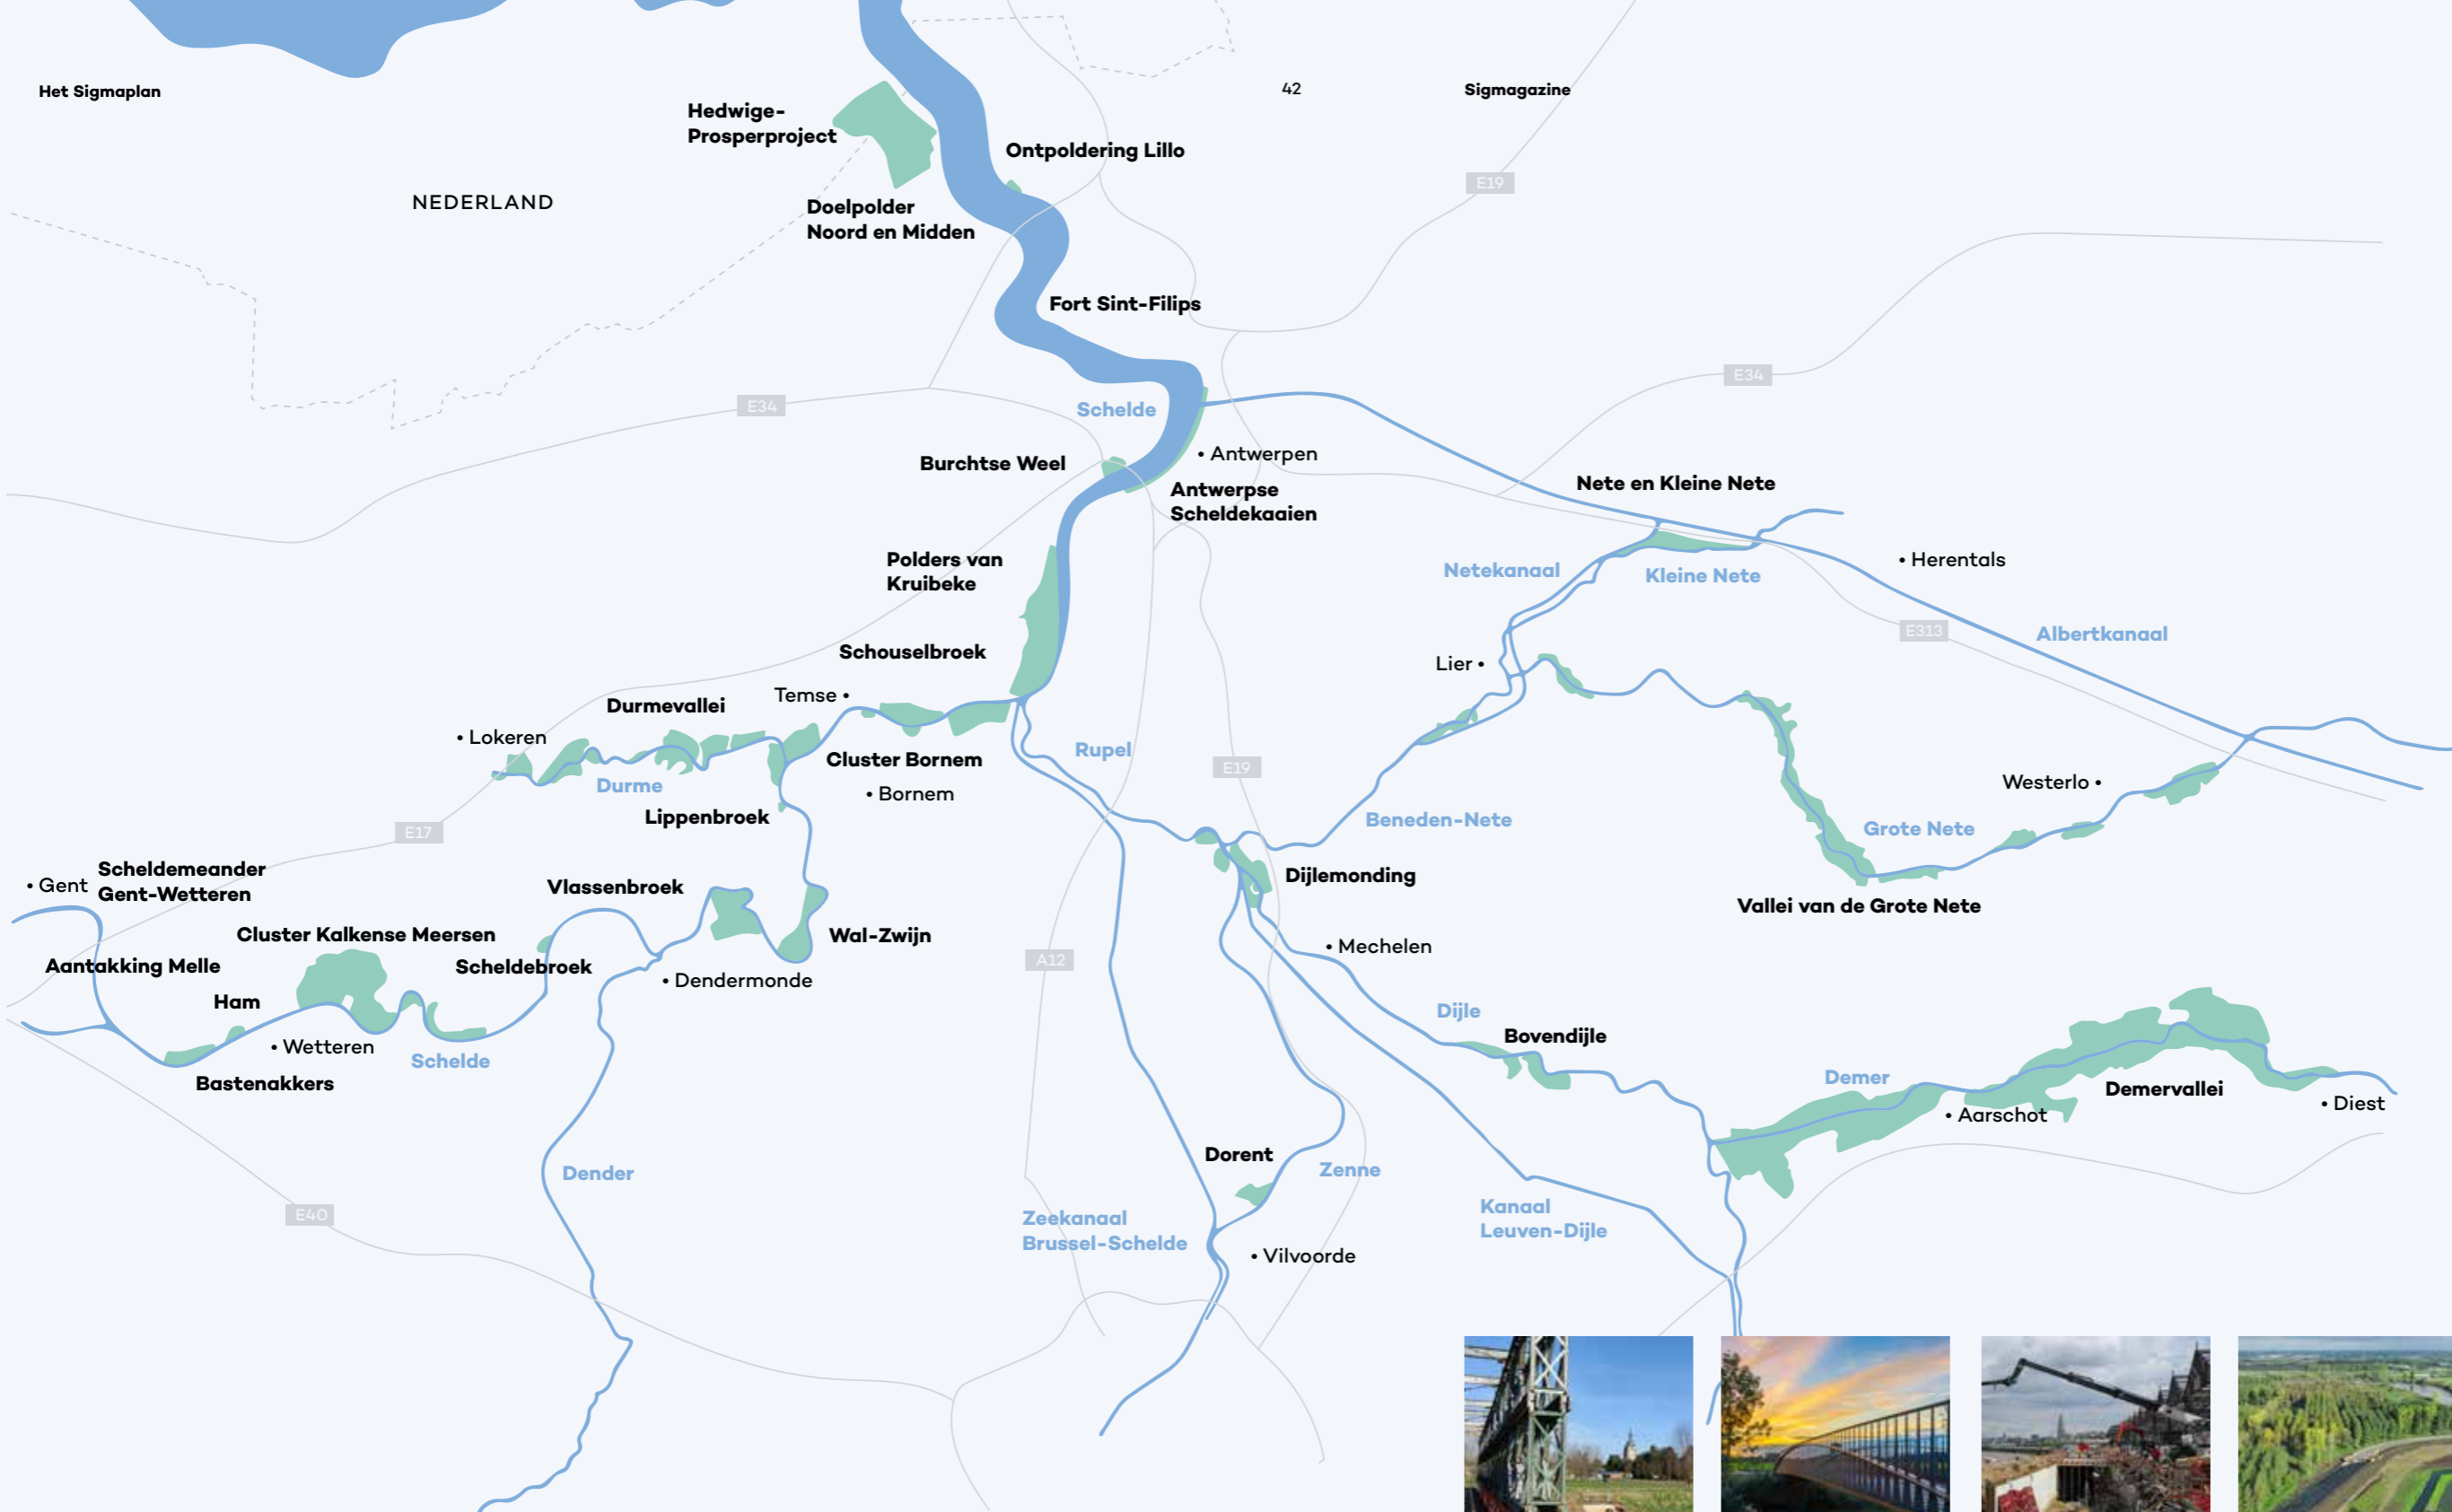 Het Sigmaplan
42
Sigmagazine
Hedwige-
Prosperproject
Ontpoldering Lillo
E19
NEDERLAND
Doelpolder
Noord en Midden
Fort Sint-Filips
E34
E34
Schelde
Burchtse Weel
• Antwerpen
Antwerpse
Scheldekaaien
Nete en Kleine Nete
Polders van
Kruibeke
Netekanaal
Kleine Nete
• Herentals
E313
Albertkanaal
Schouselbroek
Lier •
Temse •
Durmevallei
• Lokeren
Rupel
Cluster Bornem
E19
Durme
• Bornem
Westerlo •
Lippenbroek
Beneden-Nete
Grote Nete
E17
Scheldemeander
Gent-Wetteren
• Gent
Vlassenbroek
Dijlemonding
Vallei van de Grote Nete
Cluster Kalkense Meersen
Wal-Zwijn
• Mechelen
Aantakking Melle
Scheldebroek
A12
• Dendermonde
Ham
Dijle
Bovendijle
• Wetteren
Schelde
Bastenakkers
Demer
Demervallei
• Aarschot
• Diest
Dorent
Zenne
Dender
E40
Zeekanaal
Brussel-Schelde
Kanaal
Leuven-Dijle
• Vilvoorde